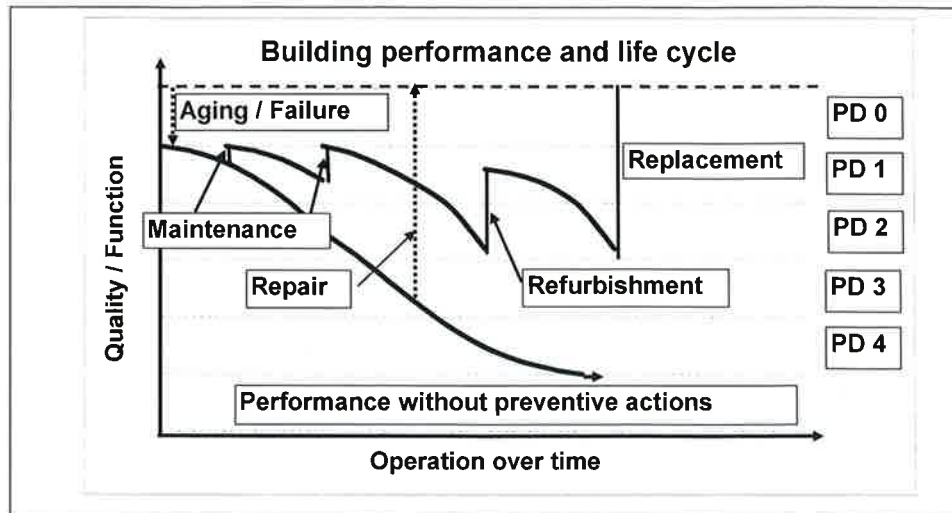 Building performance and life cycle
Aging / Failure
PD 0
Replacement
PD 1
Maintenance
PD 2
Repair
Refurbishment
PD 3
PD 4
Performance without preventive actions
Quality / Function
Operation over time